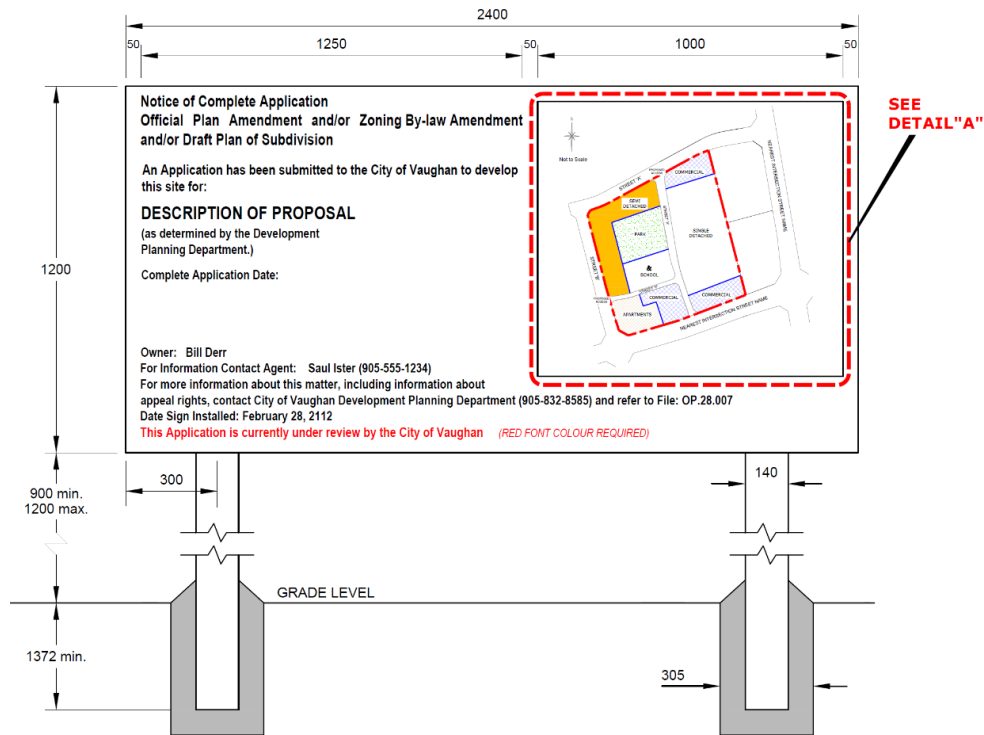 2400
50
1250
50
1000
50
Notice of Complete Application
Official Plan Amendment and/or Zoning By-law Amendment
and/or Draft Plan of Subdivision
An Application has been submitted to the City of Vaughan to develop
this site for:
DESCRIPTION OF PROPOSAL
(as determined by the Development
Planning Department.)
Complete Application Date:
SEE
DETAIL"A"
Not to Scale
STREET 'A'
PROPOSED
ACCESS
COMMERCIAL
NEAREST INTERSECTION STREET NAME
SEMI
DETACHED
STREET 'A'
PARK
SINGLE
DETACHED
STREET 'B'
&
SCHOOL
COMMERCIAL
COMMERCIAL
APARTMENTS
NEAREST INTERSECTION STREET NAME
1200
Owner: Bill Derr
For Information Contact Agent: Saul Ister (905-555-1234)
For more information about this matter, including information about
appeal rights, contact City of Vaughan Development Planning Department (905-832-8585) and refer to File: OP.28.007
Date Sign Installed: February 28, 2112
This Application is currently under review by the City of Vaughan (RED FONT COLOUR REQUIRED)
300
140
900 min.
1200 max.
GRADE LEVEL
1372 min.
305